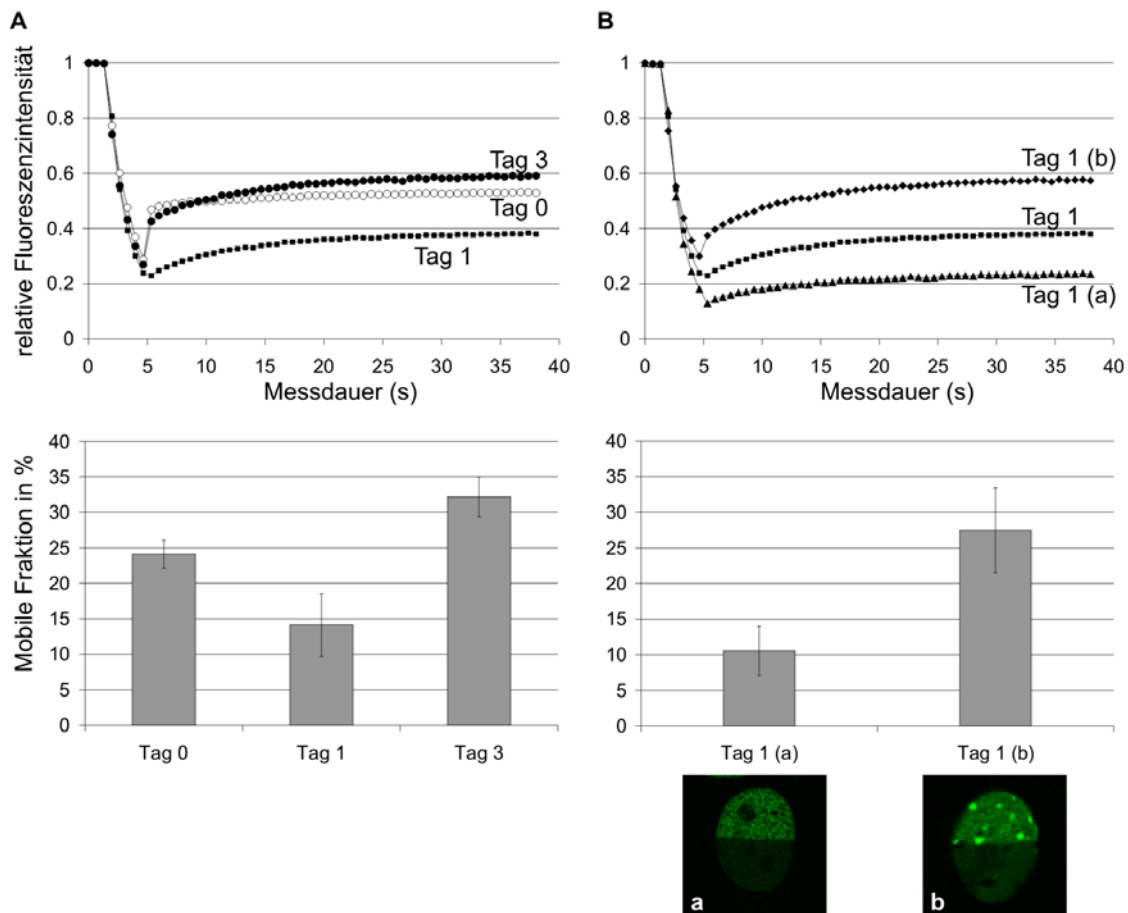 A
relative Fluoreszenzintensität
1
0.8
0.6
0.4
0.2
0
Tag 3
Tag 0
Tag 1
0 5 10 15 20 25 30 35 40
Messdauer (s)
B
1
0.8
0.6
0.4
0.2
0
Tag 1 (b)
Tag 1
Tag 1 (a)
0 5 10 15 20 25 30 35 40
Messdauer (s)
Mobile Fraktion in %
40
35
30
25
20
15
10
5
0
Tag 0 Tag 1 Tag 3
40
35
30
25
20
15
10
5
0
Tag 1 (a) Tag 1 (b)
a
b